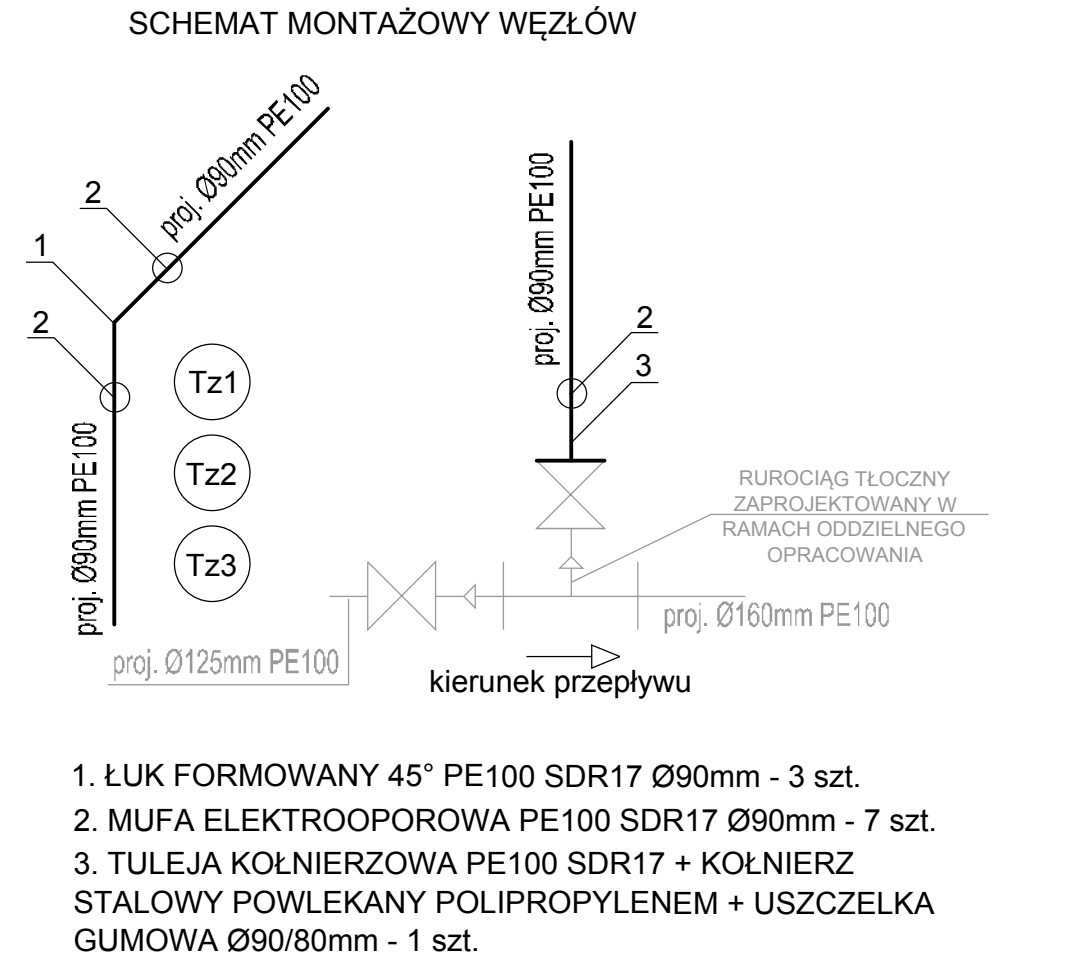 SCHEMAT MONTAŻOWY WĘZŁÓW
proj. Ø90mm PE100
2
1
2
proj. Ø90mm PE100
Tz1
Tz2
Tz3
proj. Ø90mm PE100
2
3
RUROCIĄG TŁOCZNY
ZAPROJEKTOWANY W
RAMACH ODDZIELNEGO
OPRACOWANIA
proj. Ø125mm PE100
proj. Ø160mm PE100
kierunek przepływu
1. ŁUK FORMOWANY 45° PE100 SDR17 Ø90mm - 3 szt.
2. MUFA ELEKTROOPOROWA PE100 SDR17 Ø90mm - 7 szt.
3. TULEJA KOŁNIERZOWA PE100 SDR17 + KOŁNIERZ
STALOWY POWLEKANY POLIPROPYLENEM + USZCZELKA
GUMOWA Ø90/80mm - 1 szt.